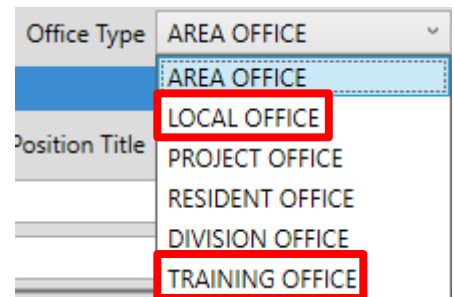 Office Type AREA OFFICE
AREA OFFICE
LOCAL OFFICE
Position Title
PROJECT OFFICE
RESIDENT OFFICE
DIVISION OFFICE
TRAINING OFFICE